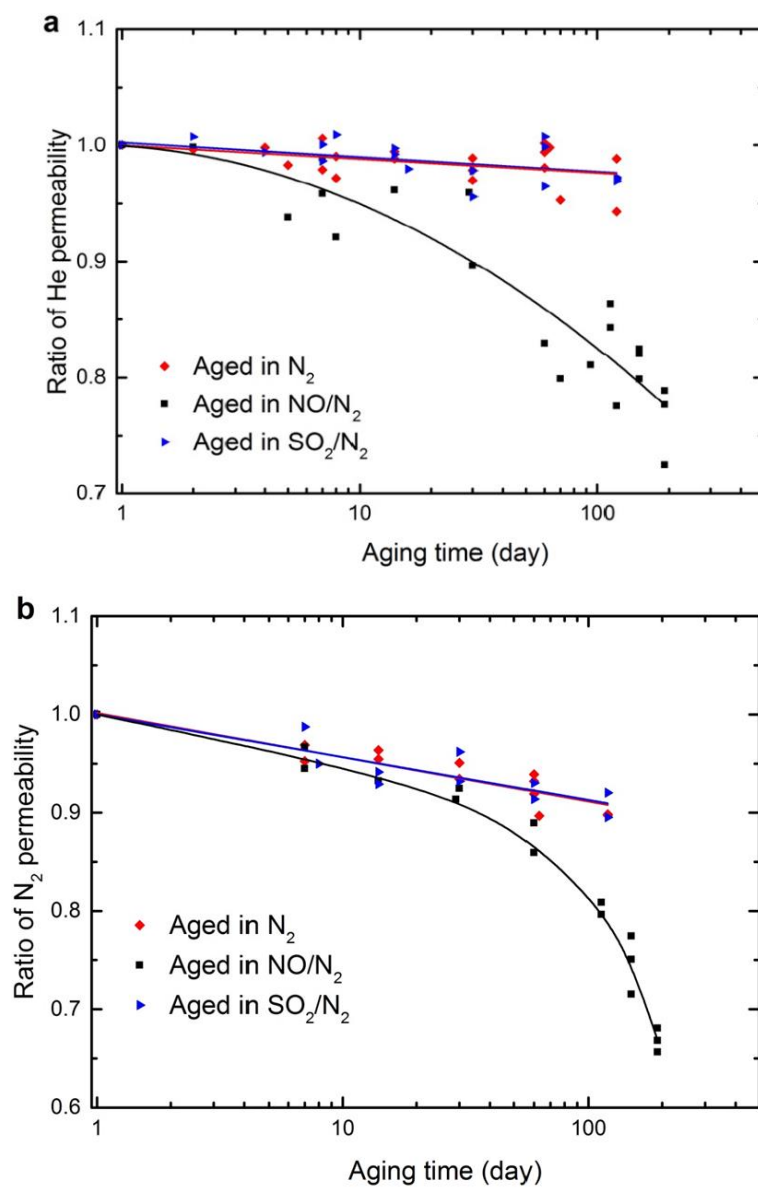 a
1.1
1.0
0.9
0.8
0.7
Ratio of He permeability
Aged in N₂
Aged in NO/N₂
Aged in SO₂/N₂
1
10
100
Aging time (day)
b
1.1
1.0
0.9
0.8
0.7
0.6
Ratio of N₂ permeability
Aged in N₂
Aged in NO/N₂
Aged in SO₂/N₂
1
10
100
Aging time (day)